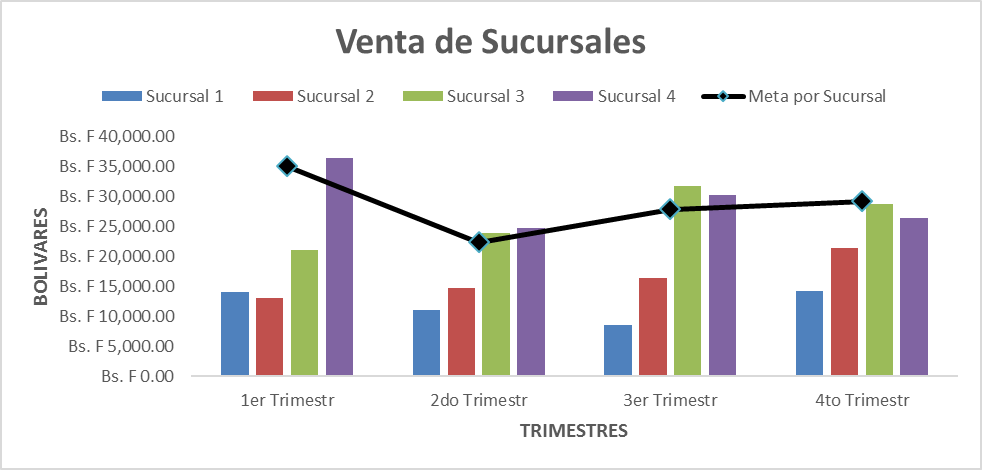 Venta de Sucursales
Sucursal 1 Sucursal 2 Sucursal 3 Sucursal 4 Meta por Sucursal
Bs. F 40,000.00
Bs. F 35,000.00
Bs. F 30,000.00
Bs. F 25,000.00
Bs. F 20,000.00
Bs. F 15,000.00
Bs. F 10,000.00
Bs. F 5,000.00
Bs. F 0.00
BOLIVARES
1er Trimestr 2do Trimestr 3er Trimestr 4to Trimestr
TRIMESTRES